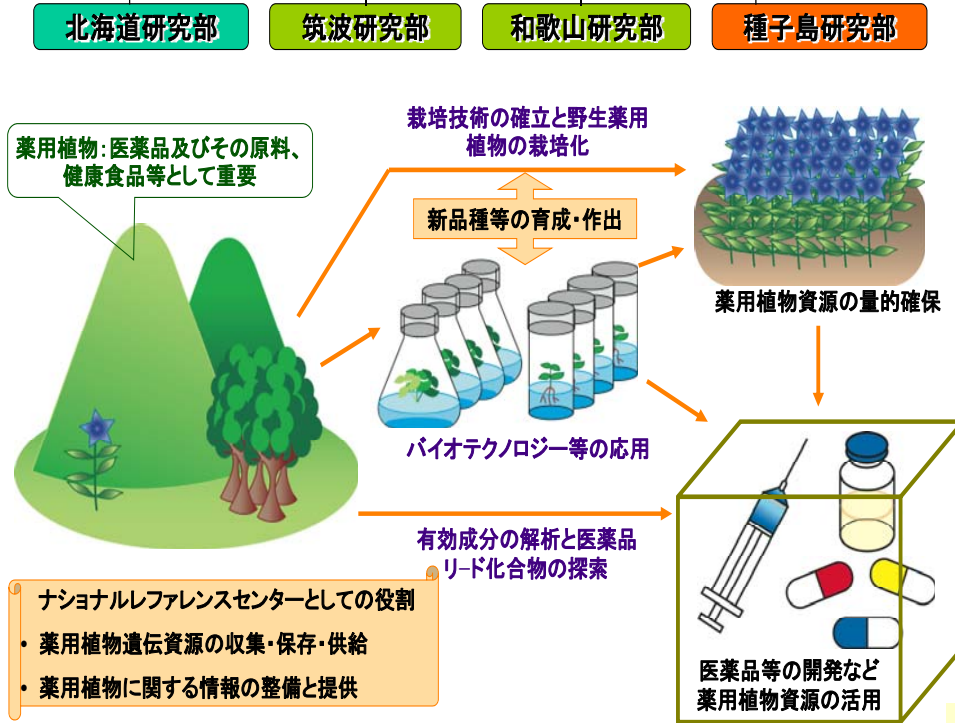 北海道研究部
筑波研究部
和歌山研究部
種子島研究部
薬用植物:医薬品及びその原料、
健康食品等として重要
栽培技術の確立と野生薬用
植物の栽培化
新品種等の育成・作出
薬用植物資源の量的確保
バイオテクノロジー等の応用
有効成分の解析と医薬品
リード化合物の探索
ナショナルレファレンスセンターとしての役割
• 薬用植物遺伝資源の収集・保存・供給
• 薬用植物に関する情報の整備と提供
医薬品等の開発など
薬用植物資源の活用